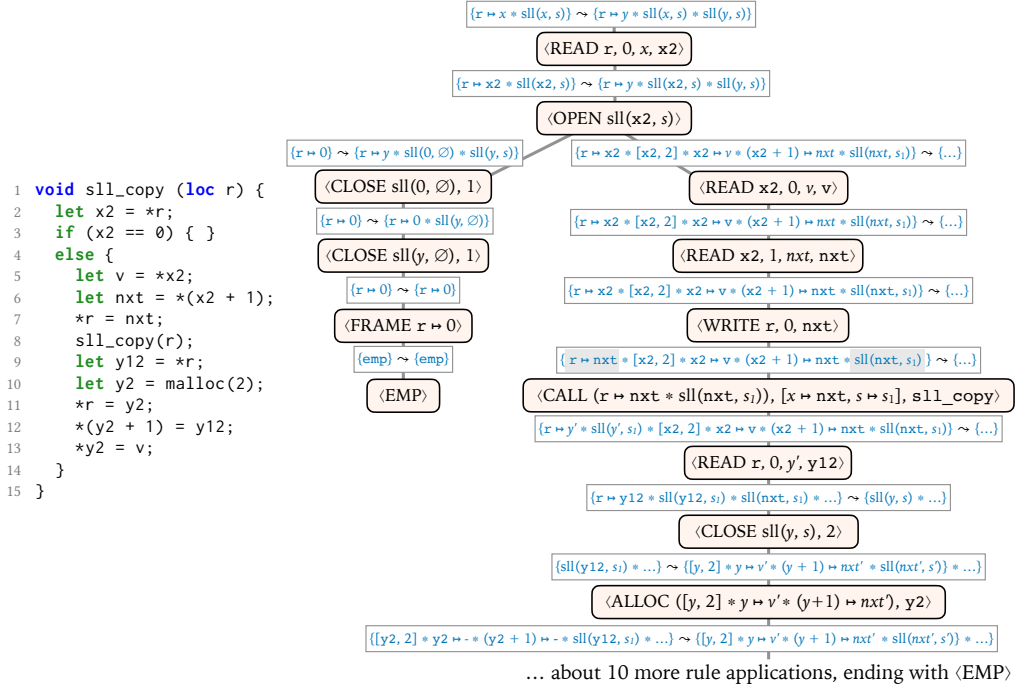 1 void sll_copy (loc r) {
2 let x2 = *r;
3 if (x2 == 0) { }
4 else {
5 let v = *x2;
6 let nxt = *(x2 + 1);
7 *r = nxt;
8 sll_copy(r);
9 let y12 = *r;
10 let y2 = malloc(2);
11 *r = y2;
12 *(y2 + 1) = y12;
13 *y2 = v;
14 }
15 }
{r ↦ x * sll(x, s)} ⤳ {r ↦ y * sll(x, s) * sll(y, s)}
⟨READ r, 0, x, x2⟩
{r ↦ x2 * sll(x2, s)} ⤳ {r ↦ y * sll(x2, s) * sll(y, s)}
⟨OPEN sll(x2, s)⟩
{r ↦ 0} ⤳ {r ↦ y * sll(0, ∅) * sll(y, s)}
⟨CLOSE sll(0, ∅), 1⟩
{r ↦ 0} ⤳ {r ↦ 0 * sll(y, ∅)}
⟨CLOSE sll(y, ∅), 1⟩
{r ↦ 0} ⤳ {r ↦ 0}
⟨FRAME r ↦ 0⟩
{emp} ⤳ {emp}
⟨EMP⟩
{r ↦ x2 * [x2, 2] * x2 ↦ v * (x2 + 1) ↦ nxt * sll(nxt, s₁)} ⤳ {…}
⟨READ x2, 0, v, v⟩
{r ↦ x2 * [x2, 2] * x2 ↦ v * (x2 + 1) ↦ nxt * sll(nxt, s₁)} ⤳ {…}
⟨READ x2, 1, nxt, nxt⟩
{r ↦ x2 * [x2, 2] * x2 ↦ v * (x2 + 1) ↦ nxt * sll(nxt, s₁)} ⤳ {…}
⟨WRITE r, 0, nxt⟩
{ r ↦ nxt * [x2, 2] * x2 ↦ v * (x2 + 1) ↦ nxt * sll(nxt, s₁) } ⤳ {…}
⟨CALL (r ↦ nxt * sll(nxt, s₁)), [x ↦ nxt, s ↦ s₁], sll_copy⟩
{r ↦ y′ * sll(y′, s₁) * [x2, 2] * x2 ↦ v * (x2 + 1) ↦ nxt * sll(nxt, s₁)} ⤳ {…}
⟨READ r, 0, y′, y12⟩
{r ↦ y12 * sll(y12, s₁) * sll(nxt, s₁) * …} ⤳ {sll(y, s) * …}
⟨CLOSE sll(y, s), 2⟩
{sll(y12, s₁) * …} ⤳ {[y, 2] * y ↦ v′ * (y + 1) ↦ nxt′ * sll(nxt′, s′)} * …}
⟨ALLOC ([y, 2] * y ↦ v′ * (y+1) ↦ nxt′), y2⟩
{[y2, 2] * y2 ↦ - * (y2 + 1) ↦ - * sll(y12, s₁) * …} ⤳ {[y, 2] * y ↦ v′ * (y + 1) ↦ nxt′ * sll(nxt′, s′)} * …}
… about 10 more rule applications, ending with ⟨EMP⟩